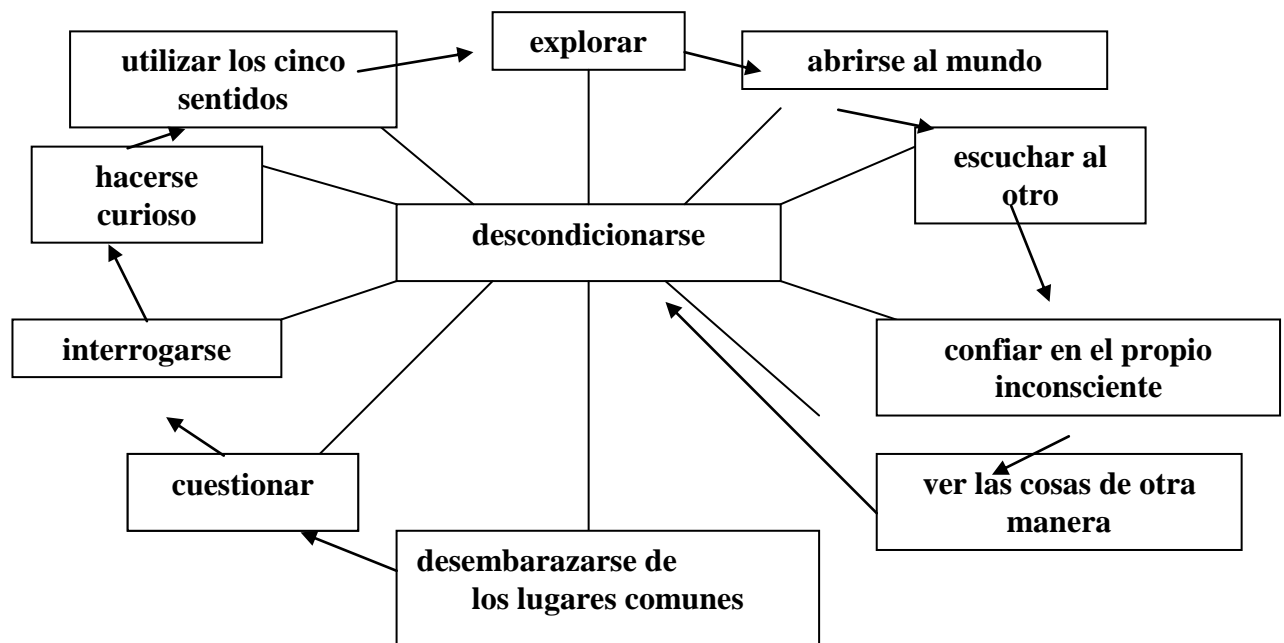 explorar
utilizar los cinco
sentidos
abrirse al mundo
hacerse
curioso
escuchar al
otro
descondicionarse
interrogarse
confiar en el propio
inconsciente
cuestionar
ver las cosas de otra
manera
desembarazarse de
los lugares comunes